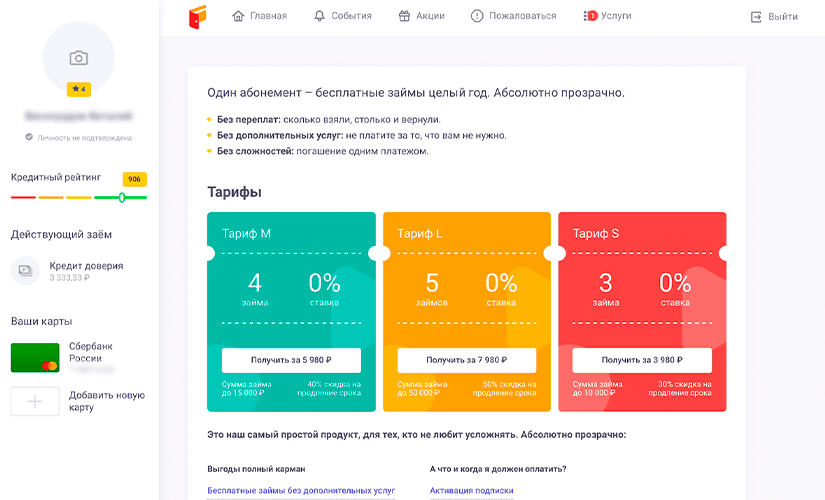 Главная
События
Акции
Пожаловаться
1
Услуги
Выйти
4
Личность не подтверждена
Кредитный рейтинг
906
Действующий заём
Кредит доверия
3 333,33 ₽
Ваши карты
Сбербанк
России
Добавить новую
карту
Один абонемент – бесплатные займы целый год. Абсолютно прозрачно.
Без переплат: сколько взяли, столько и вернули.
Без дополнительных услуг: не платите за то, что вам не нужно.
Без сложностей: погашение одним платежом.
Тарифы
Тариф M
4
займа
0%
ставка
Получить за 5 980 ₽
Сумма займа
до 15 000 ₽
40% скидка на
продление срока
Тариф L
5
займов
0%
ставка
Получить за 7 980 ₽
Сумма займа
до 50 000 ₽
50% скидка на
продление срока
Тариф S
3
займа
0%
ставка
Получить за 3 980 ₽
Сумма займа
до 10 000 ₽
30% скидка на
продление срока
Это наш самый простой продукт, для тех, кто не любит усложнять. Абсолютно прозрачно:
Выгоды полный карман
Бесплатные займы без дополнительных услуг
А что и когда я должен оплатить?
Активация подписки